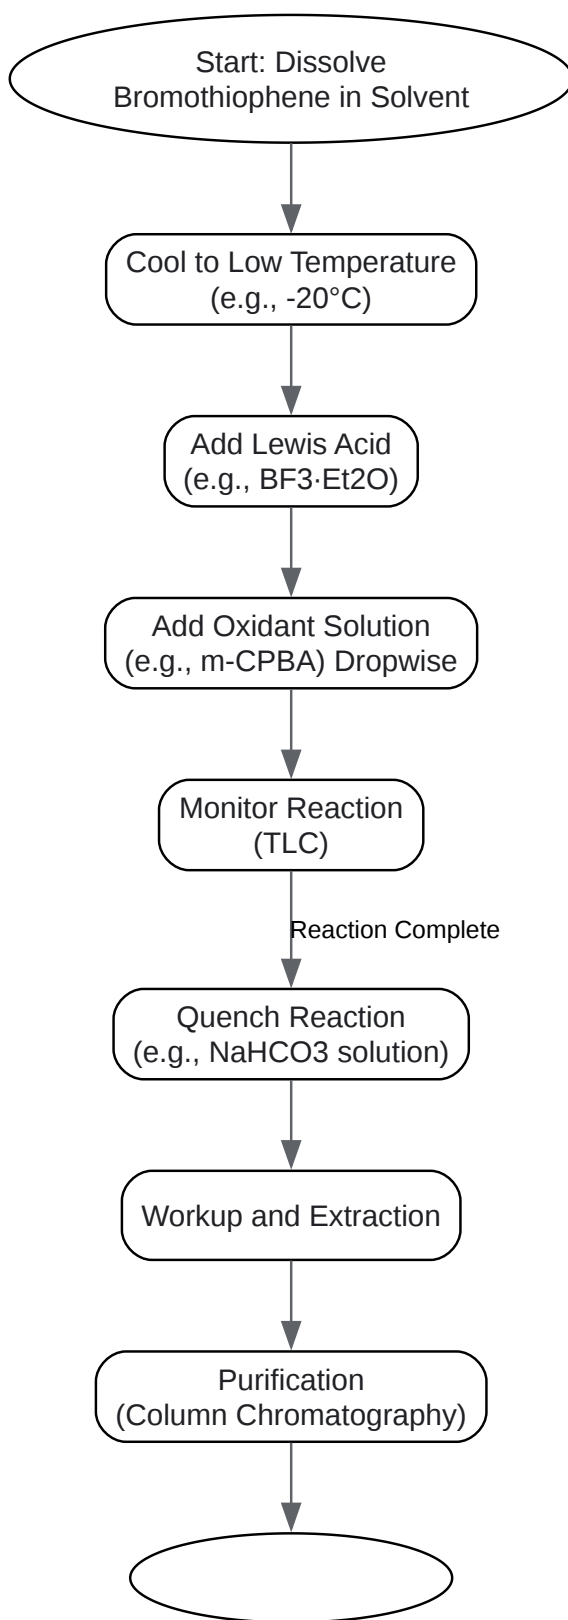 Start: Dissolve
Bromothiophene in Solvent
Cool to Low Temperature
(e.g., -20°C)
Add Lewis Acid
(e.g., BF3·Et2O)
Add Oxidant Solution
(e.g., m-CPBA) Dropwise
Monitor Reaction
(TLC)
Reaction Complete
Quench Reaction
(e.g., NaHCO3 solution)
Workup and Extraction
Purification
(Column Chromatography)